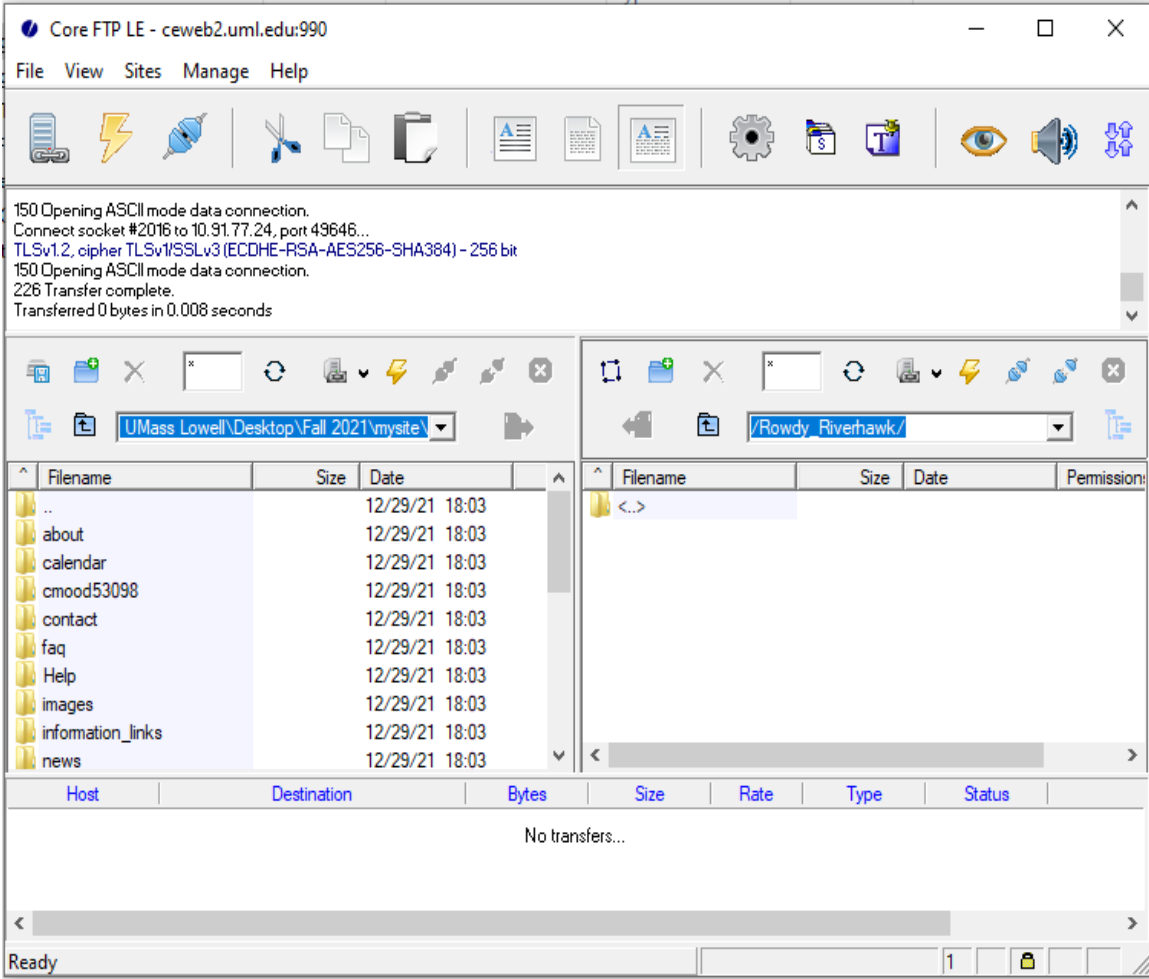 Core FTP LE - ceweb2.uml.edu:990
File View Sites Manage Help
150 Opening ASCII mode data connection.
Connect socket #2016 to 10.91.77.24, port 49646...
TLSv1.2, cipher TLSv1/SSLv3 (ECDHE-RSA-AES256-SHA384) - 256 bit
150 Opening ASCII mode data connection.
226 Transfer complete.
Transferred 0 bytes in 0.008 seconds
*
UMass Lowell\Desktop\Fall 2021\mysite\
^ Filename Size Date
.. 12/29/21 18:03
about 12/29/21 18:03
calendar 12/29/21 18:03
cmood53098 12/29/21 18:03
contact 12/29/21 18:03
faq 12/29/21 18:03
Help 12/29/21 18:03
images 12/29/21 18:03
information_links 12/29/21 18:03
news 12/29/21 18:03
*
/Rowdy_Riverhawk/
^ Filename Size Date Permissions
<..>
Host Destination Bytes Size Rate Type Status
No transfers...
Ready 1